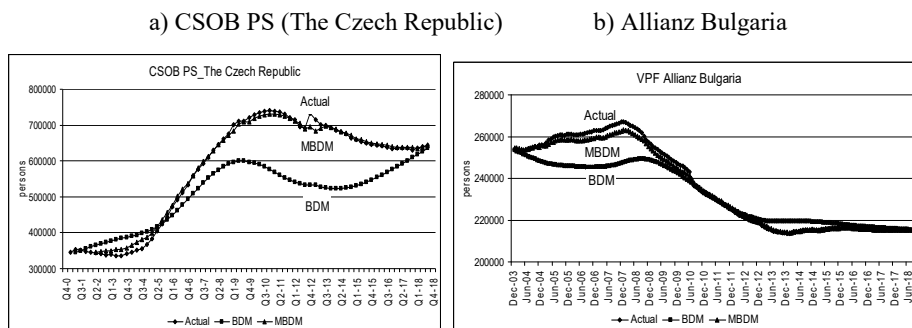 a) CSOB PS (The Czech Republic) b) Allianz Bulgaria
CSOB PS_The Czech Republic
800000
700000
600000
500000
400000
300000
persons
Actual
MBDM
BDM
Q4-0
Q3-1
Q2-2
Q1-3
Q4-3
Q3-4
Q2-5
Q1-6
Q4-6
Q3-7
Q2-8
Q1-9
Q4-9
Q3-10
Q2-11
Q1-12
Q4-12
Q3-13
Q2-14
Q1-15
Q4-15
Q3-16
Q2-17
Q1-18
Q4-18
Actual BDM MBDM
VPF Allianz Bulgaria
280000
260000
240000
220000
200000
persons
Actual
MBDM
BDM
Dec-03
Jun-04
Dec-04
Jun-05
Dec-05
Jun-06
Dec-06
Jun-07
Dec-07
Jun-08
Dec-08
Jun-09
Dec-09
Jun-10
Dec-10
Jun-11
Dec-11
Jun-12
Dec-12
Jun-13
Dec-13
Jun-14
Dec-14
Jun-15
Dec-15
Jun-16
Dec-16
Jun-17
Dec-17
Jun-18
Actual BDM MBDM